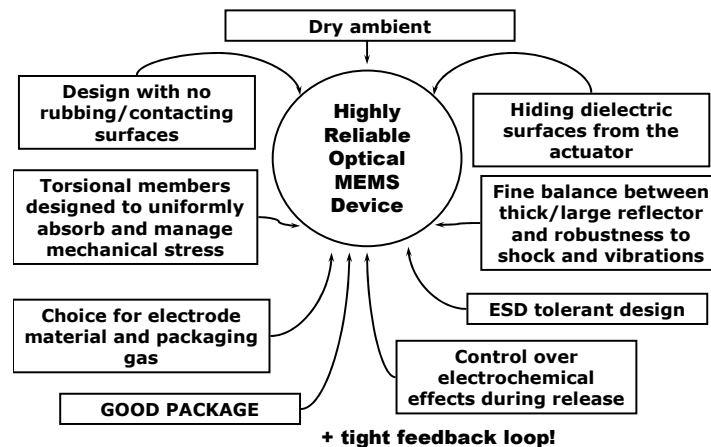 Dry ambient
Design with no
rubbing/contacting
surfaces
Highly
Reliable
Optical
MEMS
Device
Hiding dielectric
surfaces from the
actuator
Torsional members
designed to uniformly
absorb and manage
mechanical stress
Fine balance between
thick/large reflector
and robustness to
shock and vibrations
Choice for electrode
material and packaging
gas
ESD tolerant design
GOOD PACKAGE
Control over
electrochemical
effects during release
+ tight feedback loop!